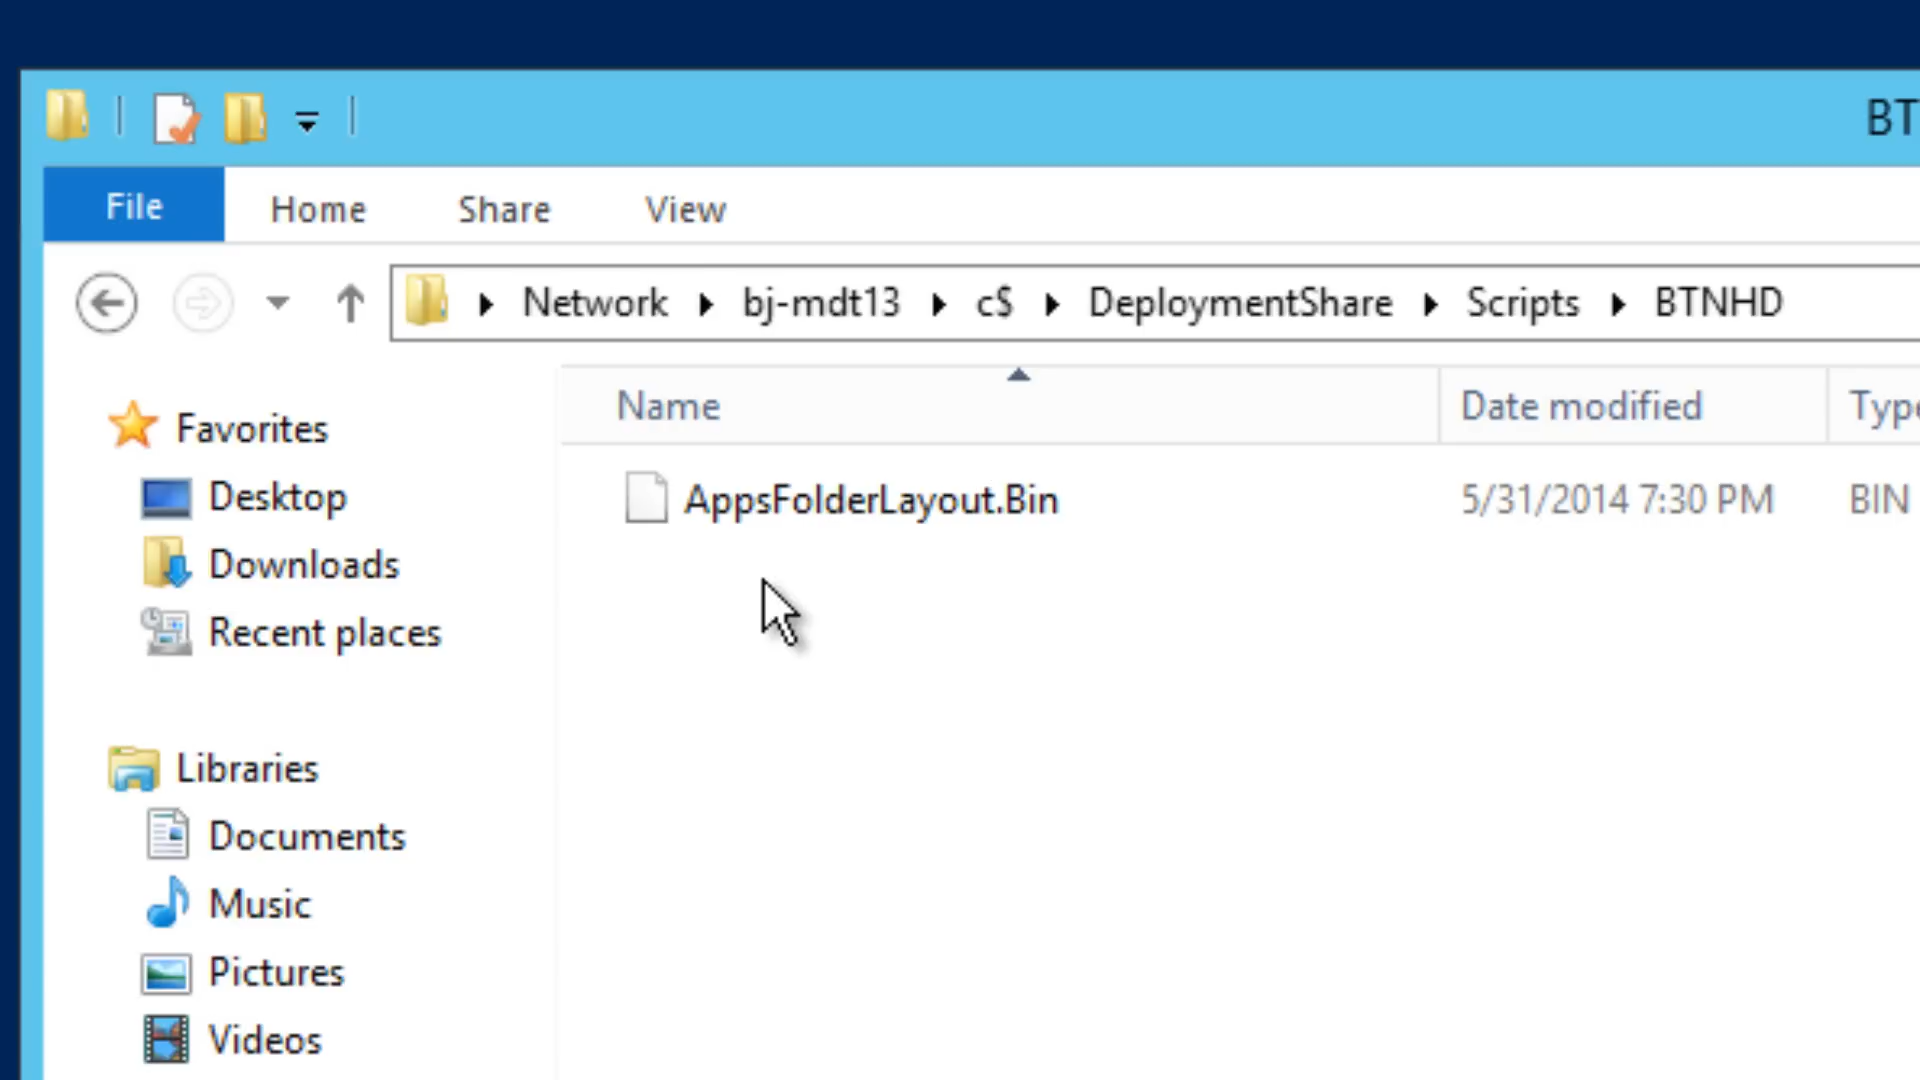 BT
File Home Share View
Network bj-mdt13 c$ DeploymentShare Scripts BTNHD
Name Date modified Type
AppsFolderLayout.Bin 5/31/2014 7:30 PM BIN
Favorites
Desktop
Downloads
Recent places
Libraries
Documents
Music
Pictures
Videos